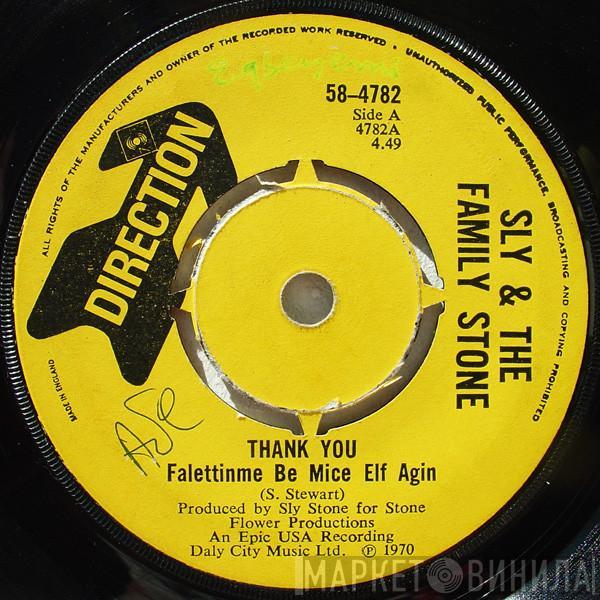 ALL RIGHTS OF THE MANUFACTURERS AND OWNER OF THE RECORDED WORK RESERVED • UNAUTHORISED PUBLIC PERFORMANCE, BROADCASTING AND COPYING PROHIBITED
58–4782
Side A
4782A
4.49
DIRECTION
SLY & THE
FAMILY STONE
MADE IN ENGLAND
THANK YOU
Falettinme Be Mice Elf Agin
(S. Stewart)
Produced by Sly Stone for Stone
Flower Productions
An Epic USA Recording
Daly City Music Ltd. ℗ 1970
МАРКЕТ ВИНИЛА